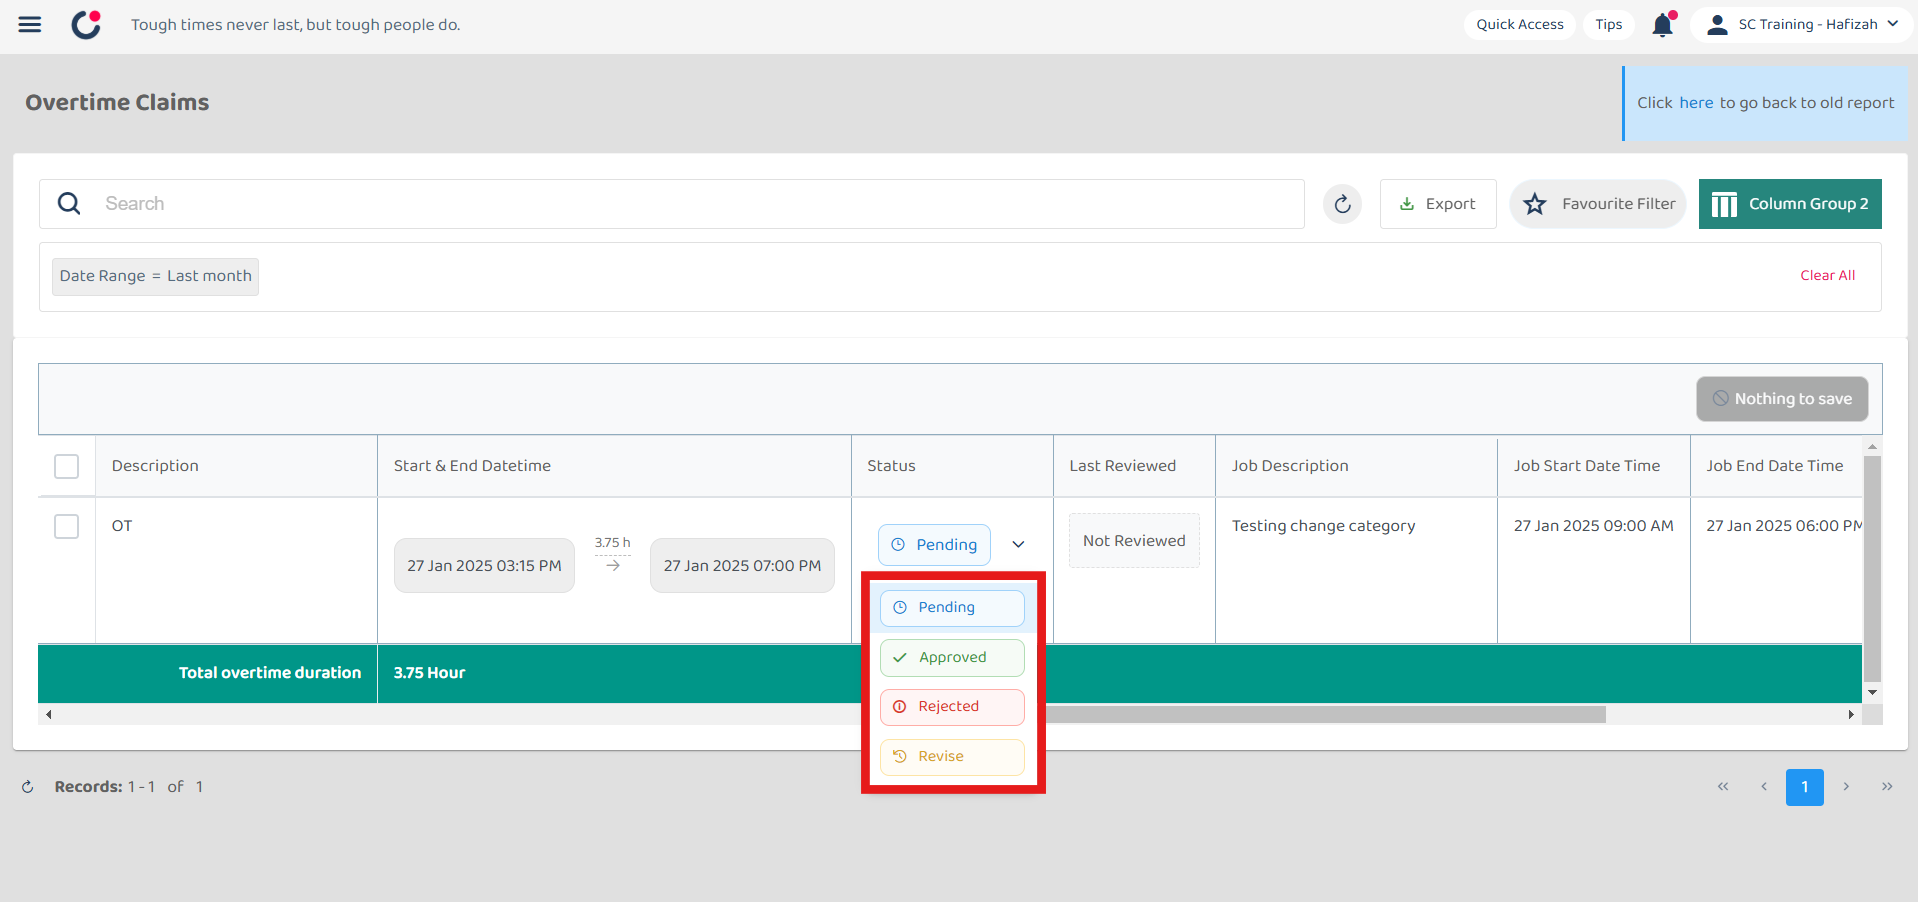 Tough times never last, but tough people do.
Quick Access
Tips
SC Training - Hafizah
Overtime Claims
Click here to go back to old report
Search
Export
Favourite Filter
Column Group 2
Date Range = Last month
Clear All
Nothing to save
Description
Start & End Datetime
Status
Last Reviewed
Job Description
Job Start Date Time
Job End Date Time
OT
27 Jan 2025 03:15 PM
3.75 h
27 Jan 2025 07:00 PM
Pending
Not Reviewed
Testing change category
27 Jan 2025 09:00 AM
27 Jan 2025 06:00 PM
Pending
Approved
Rejected
Revise
Total overtime duration
3.75 Hour
Records: 1 - 1 of 1
1